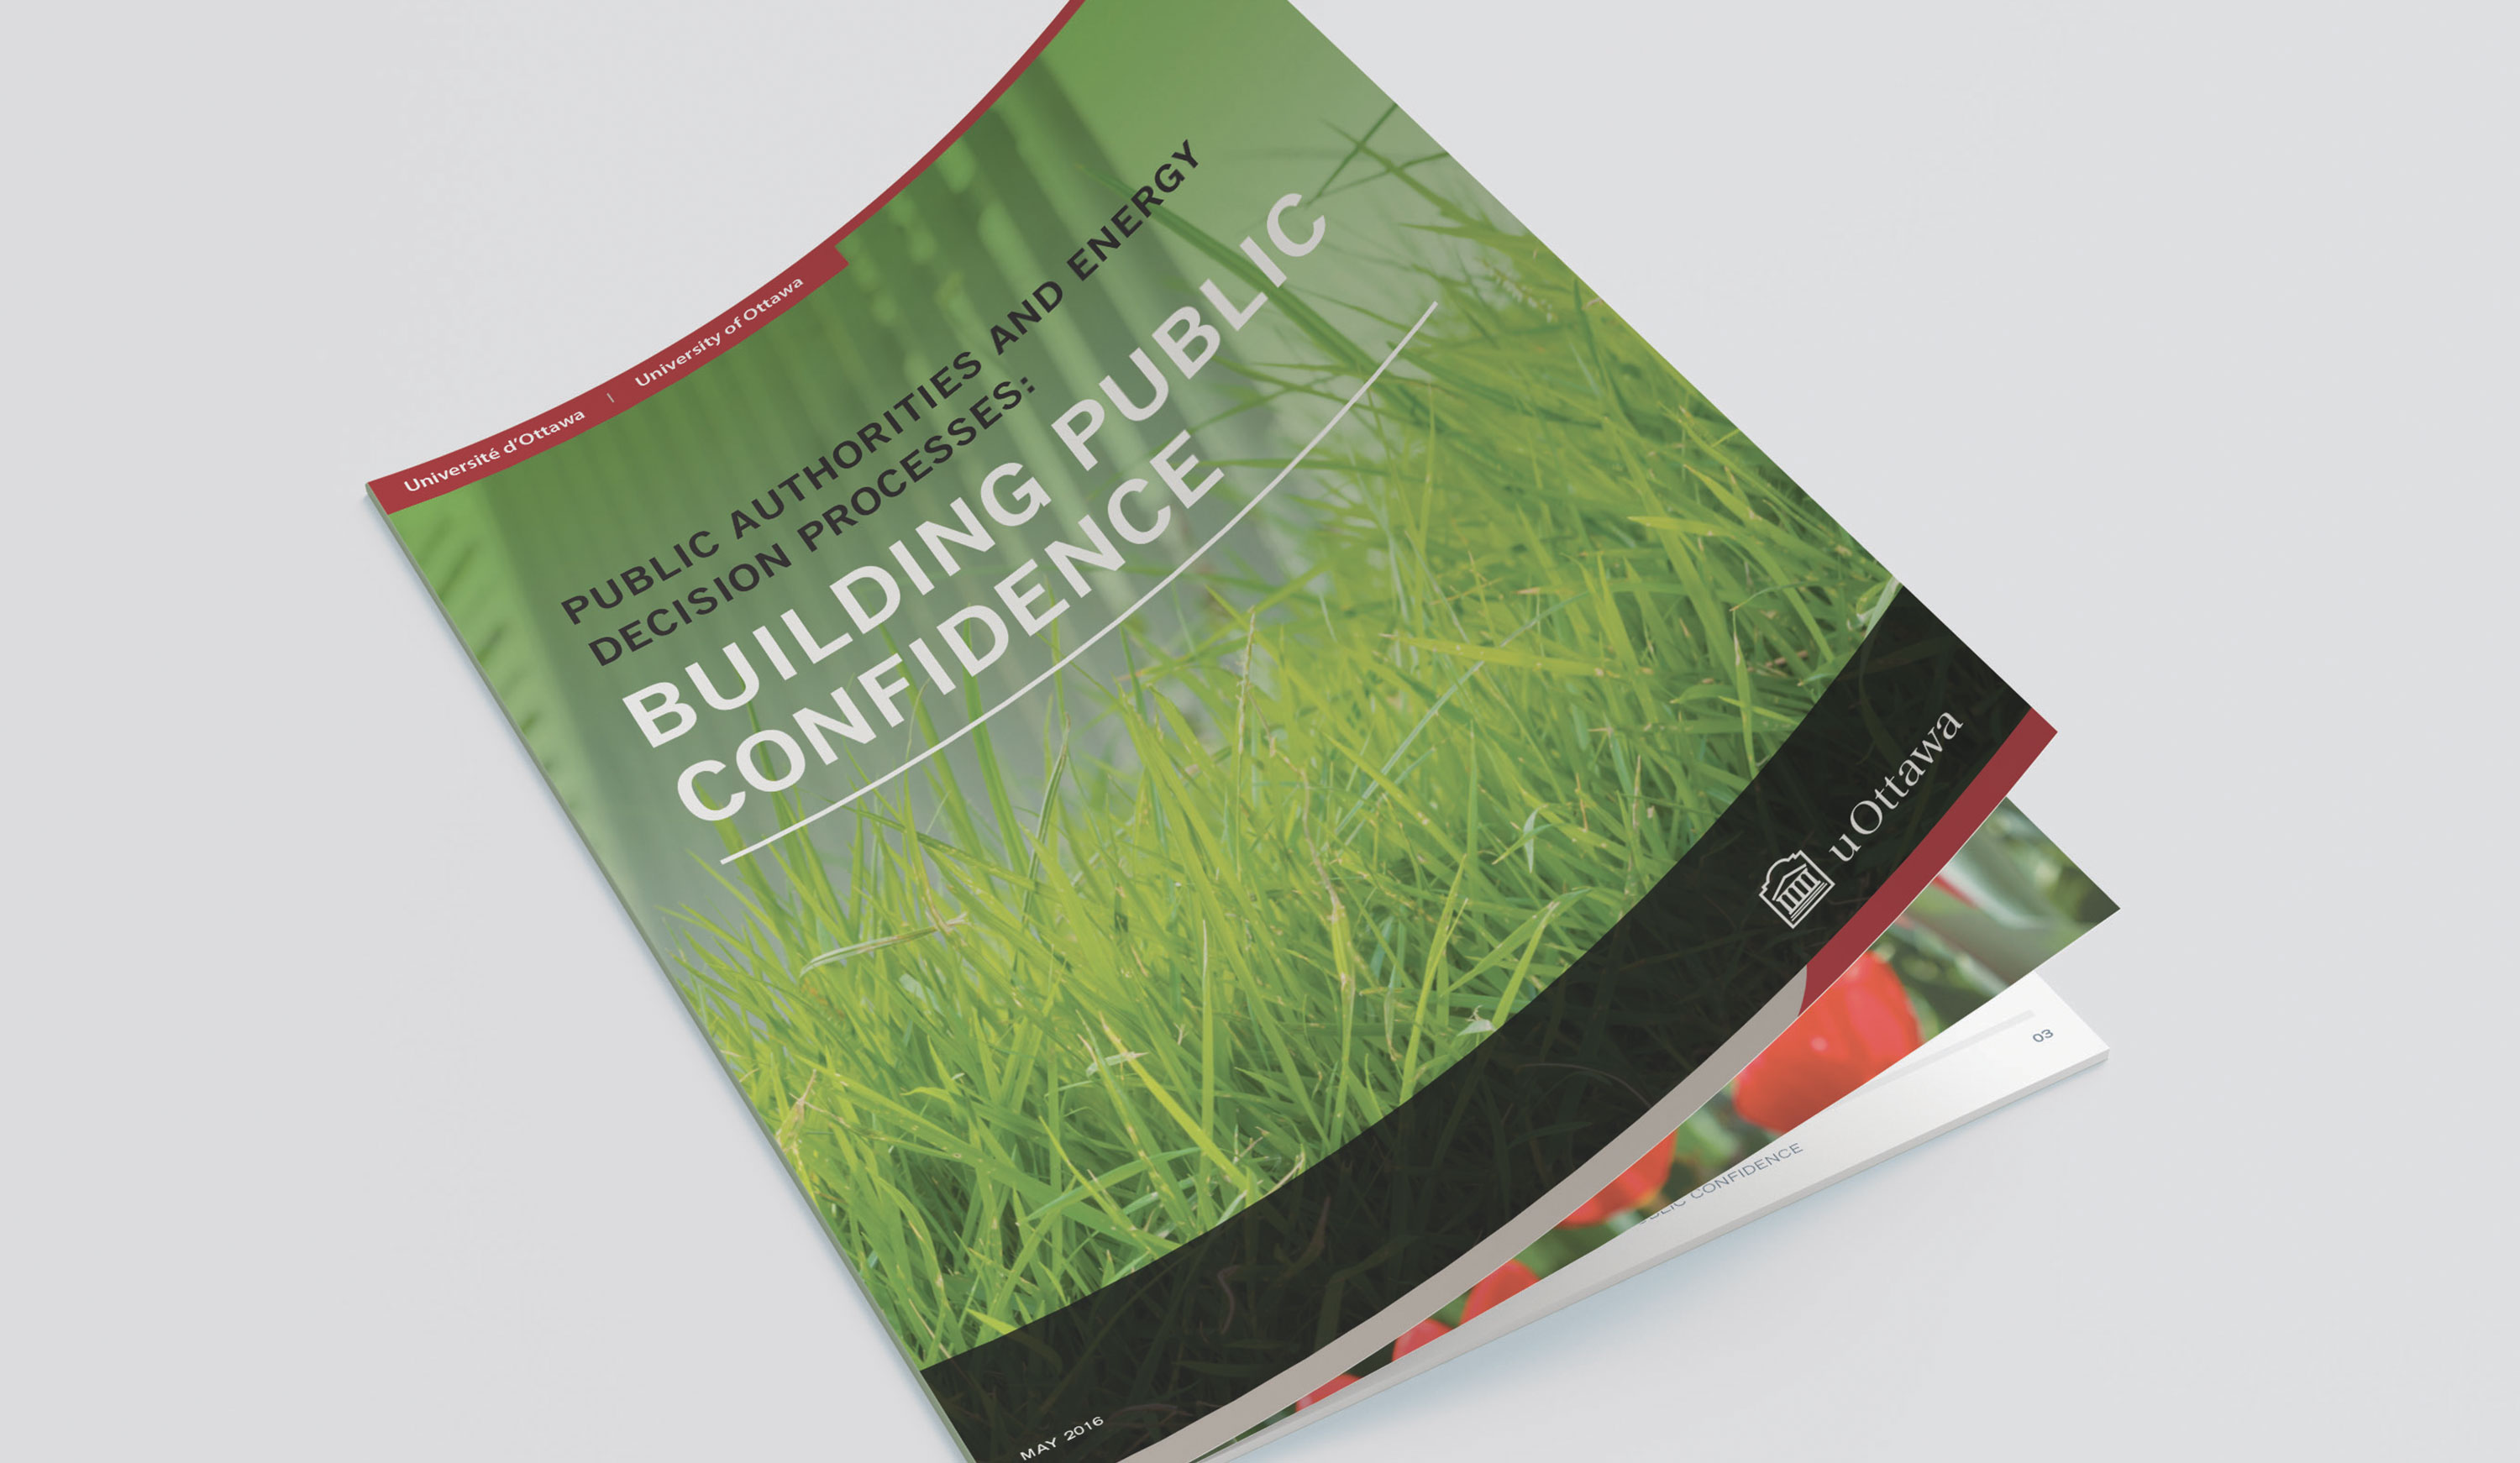 Université d'Ottawa | University of Ottawa
PUBLIC AUTHORITIES AND ENERGY
DECISION PROCESSES:
BUILDING PUBLIC
CONFIDENCE
uOttawa
MAY 2016
CONFIDENCE
03